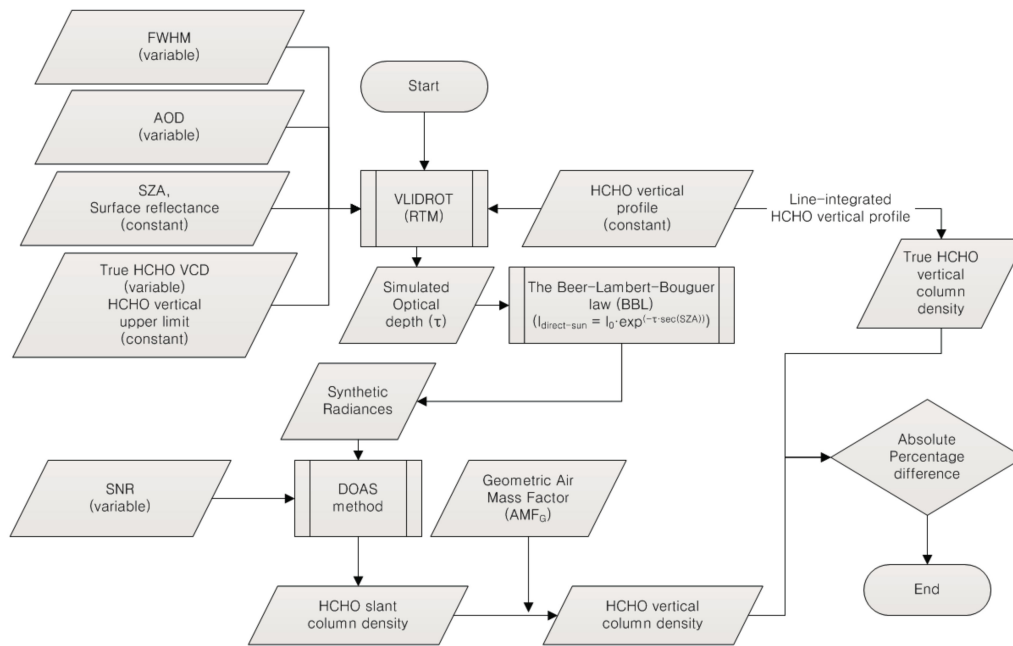 FWHM
(variable)
Start
AOD
(variable)
SZA,
Surface reflectance
(constant)
VLIDROT
(RTM)
HCHO vertical
profile
(constant)
Line-integrated
HCHO vertical profile
True HCHO VCD
(variable)
HCHO vertical
upper limit
(constant)
Simulated
Optical
depth (τ)
The Beer-Lambert-Bouguer
law (BBL)
(I_direct-sun = I₀·exp^(-τ·sec(SZA)))
True HCHO
vertical
column
density
Synthetic
Radiances
Absolute
Percentage
difference
SNR
(variable)
DOAS
method
Geometric Air
Mass Factor
(AMF_G)
HCHO slant
column density
HCHO vertical
column density
End